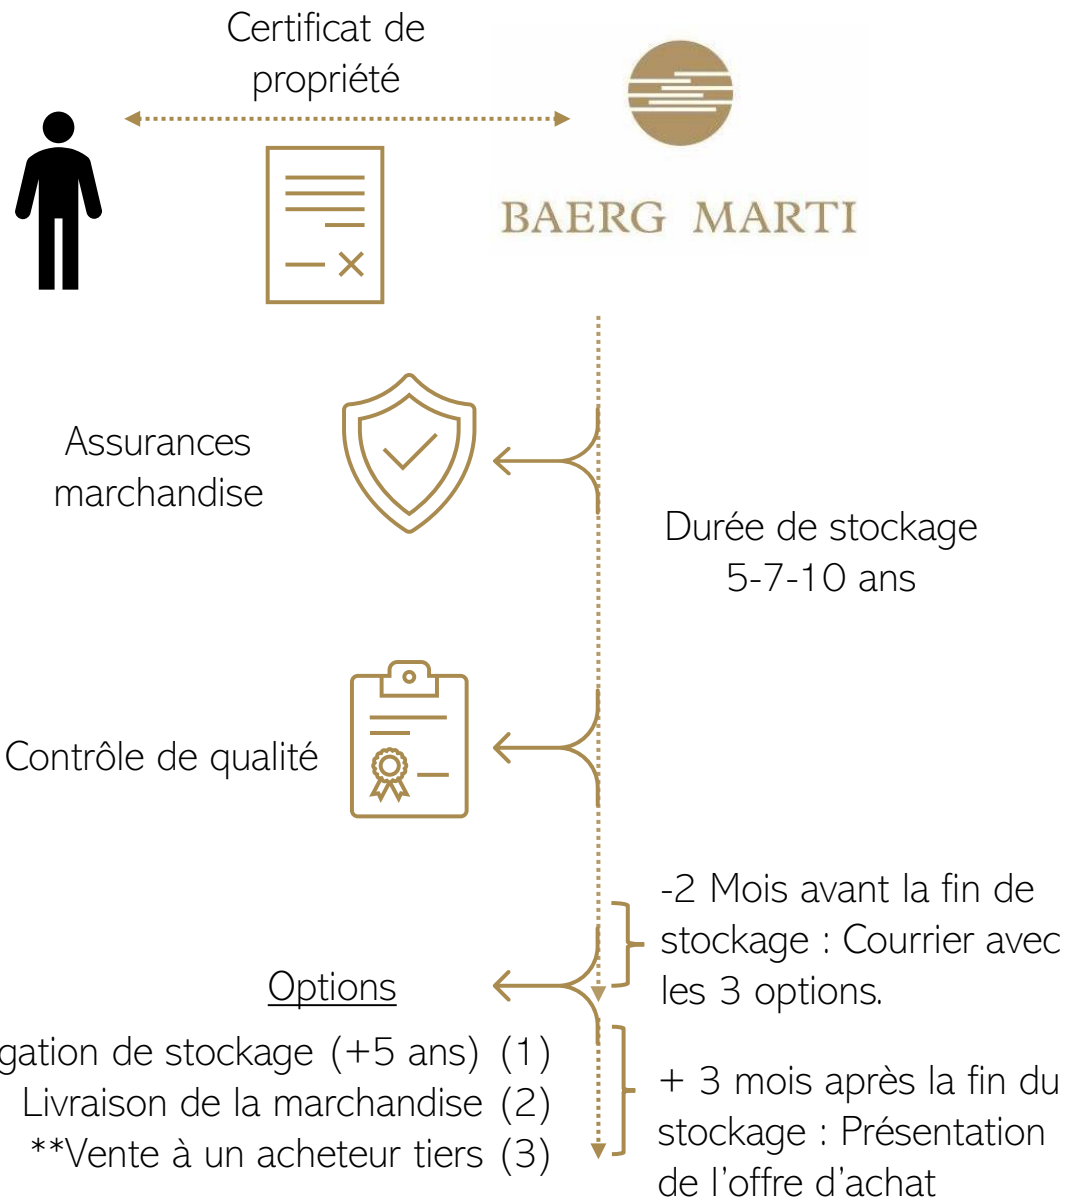 Certificat de
propriété
BAERG MARTI
Assurances
marchandise
Durée de stockage
5-7-10 ans
Contrôle de qualité
-2 Mois avant la fin de
stockage : Courrier avec
les 3 options.
Options
gation de stockage (+5 ans) (1)
Livraison de la marchandise (2)
**Vente à un acheteur tiers (3)
+ 3 mois après la fin du
stockage : Présentation
de l'offre d'achat